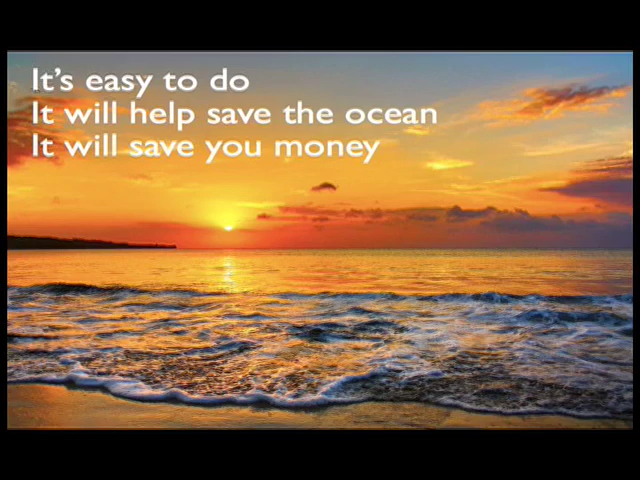 It's easy to do
It will help save the ocean
It will save you money